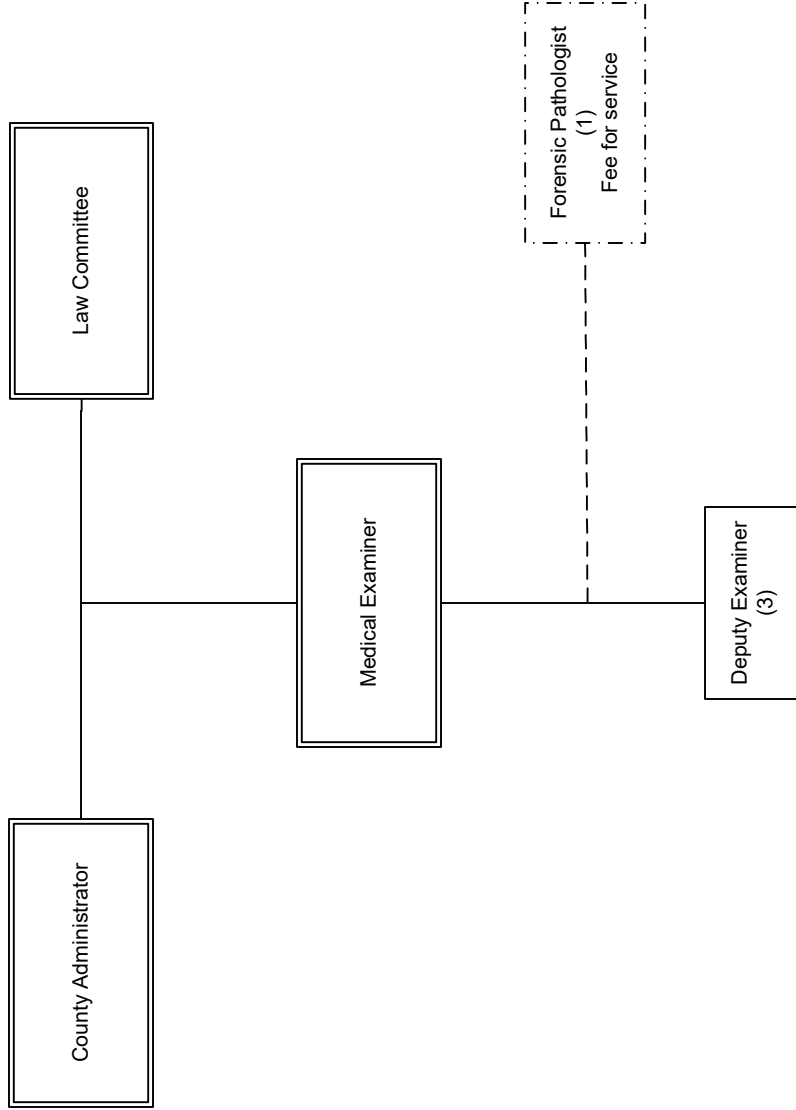 County Administrator
Law Committee
Medical Examiner
Forensic Pathologist
(1)
Fee for service
Deputy Examiner
(3)